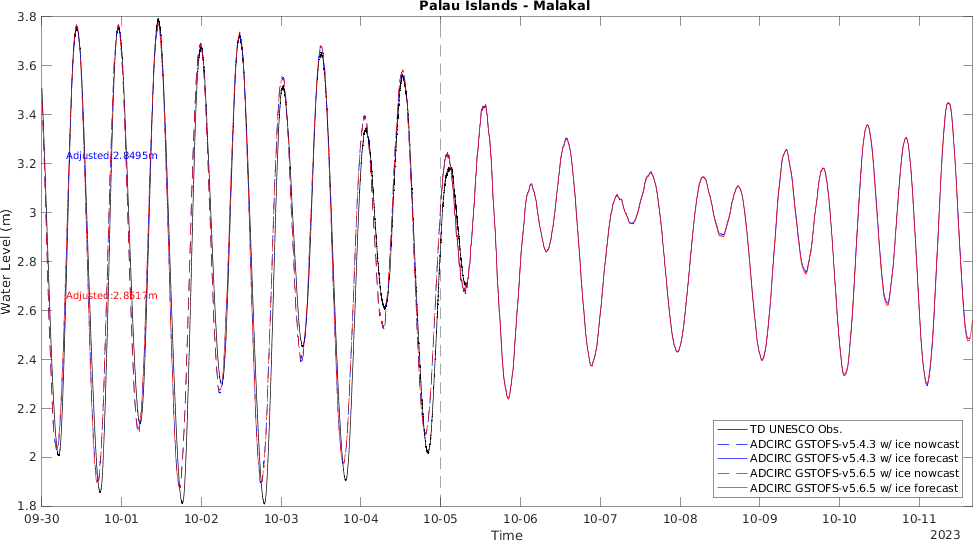 Palau Islands - Malakal
3.8
3.6
3.4
3.2
3
2.8
2.6
2.4
2.2
2
1.8
Water Level (m)
Adjusted:2.8495m
Adjusted:2.8617m
TD UNESCO Obs.
ADCIRC GSTOFS-v5.4.3 w/ ice nowcast
ADCIRC GSTOFS-v5.4.3 w/ ice forecast
ADCIRC GSTOFS-v5.6.5 w/ ice nowcast
ADCIRC GSTOFS-v5.6.5 w/ ice forecast
09-30 10-01 10-02 10-03 10-04 10-05 10-06 10-07 10-08 10-09 10-10 10-11
Time
2023